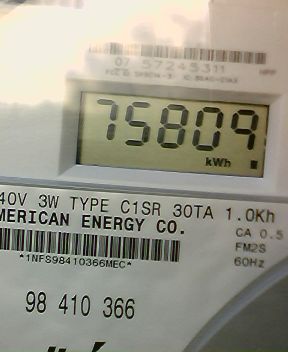 07 57245311
75809
kWh
40V 3W TYPE C1SR 30TA 1.0Kh
MERICAN ENERGY CO.
CA 0.5
FM2S
*1NFS98410366MEC*
60Hz
98 410 366